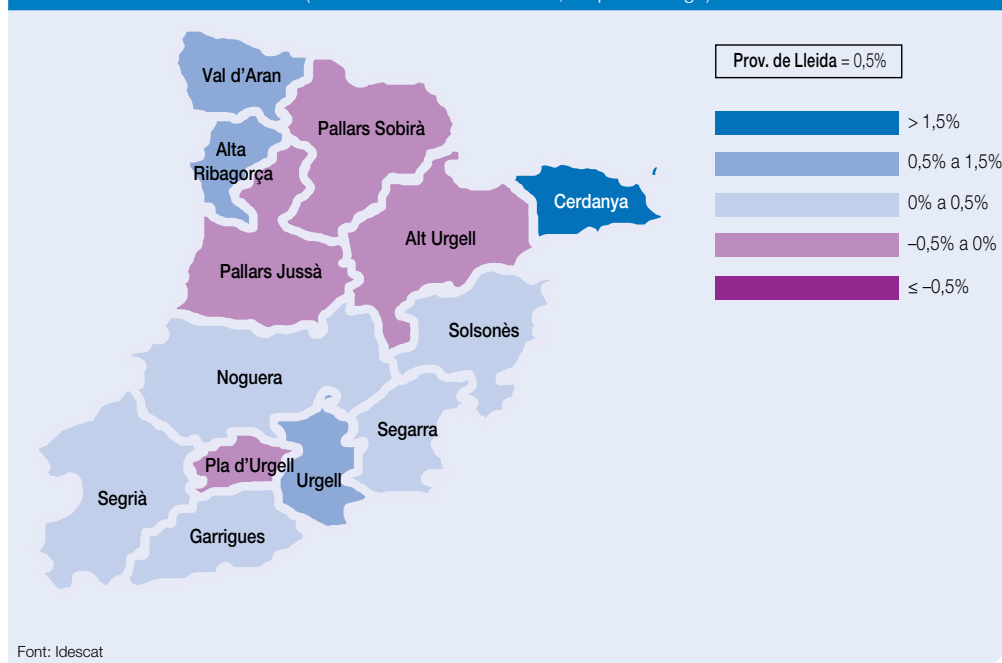 Prov. de Lleida = 0,5%
Val d'Aran
Pallars Sobirà
Alta
Ribagorça
Cerdanya
Alt Urgell
Pallars Jussà
Solsonès
Noguera
Segarra
Pla d'Urgell
Urgell
Segrià
Garrigues
> 1,5%
0,5% a 1,5%
0% a 0,5%
–0,5% a 0%
≤ –0,5%
Font: Idescat